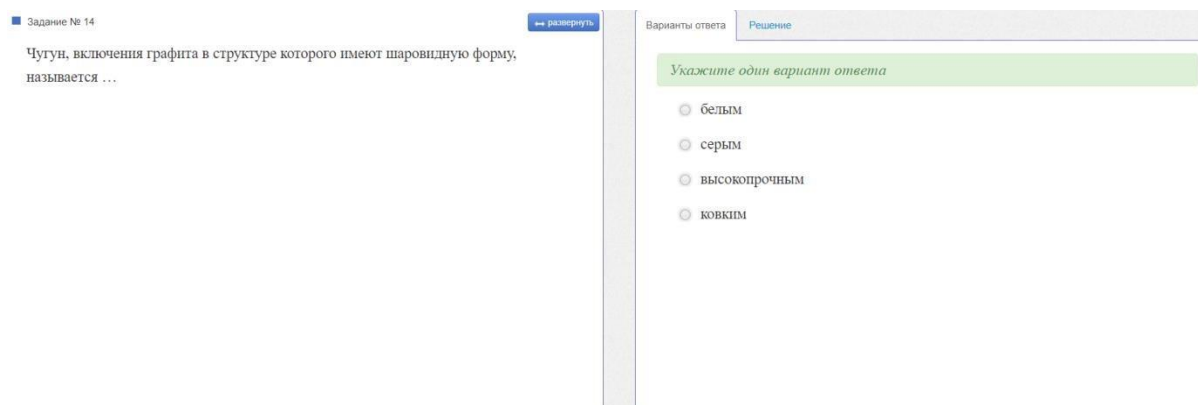 Задание № 14
развернуть
Чугун, включения графита в структуре которого имеют шаровидную форму,
называется …
Варианты ответа
Решение
Укажите один вариант ответа
белым
серым
высокопрочным
ковким